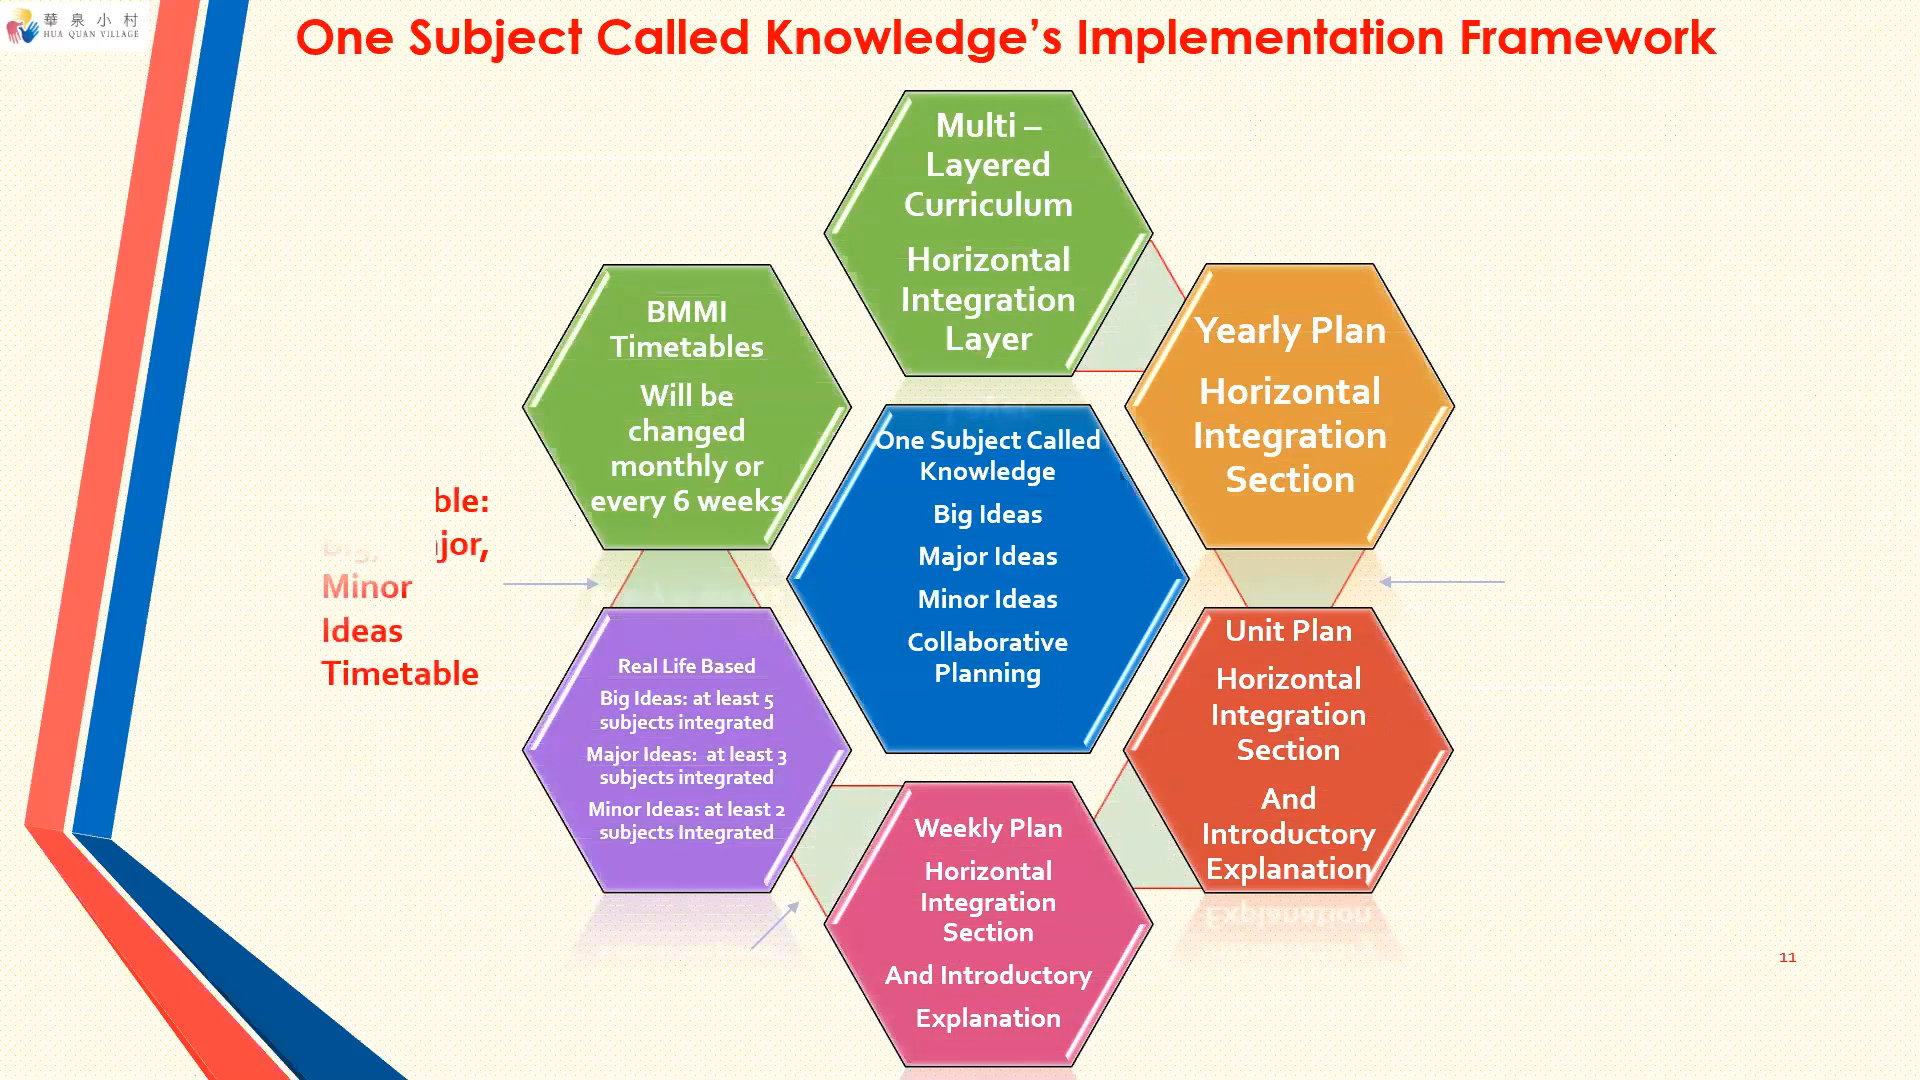 華泉小村
HUA QUAN VILLAGE
One Subject Called Knowledge’s Implementation Framework
Multi –
Layered
Curriculum
Horizontal
Integration
Layer
BMMI
Timetables
Will be
changed
monthly or
every 6 weeks
Yearly Plan
Horizontal
Integration
Section
One Subject Called
Knowledge
Big Ideas
Major Ideas
Minor Ideas
Collaborative
Planning
Minor
Ideas
Timetable
Real Life Based
Big Ideas: at least 5
subjects integrated
Major Ideas:  at least 3
subjects integrated
Minor Ideas: at least 2
subjects Integrated
Unit Plan
Horizontal
Integration
Section
And
Introductory
Explanation
Weekly Plan
Horizontal
Integration
Section
And Introductory
Explanation
11